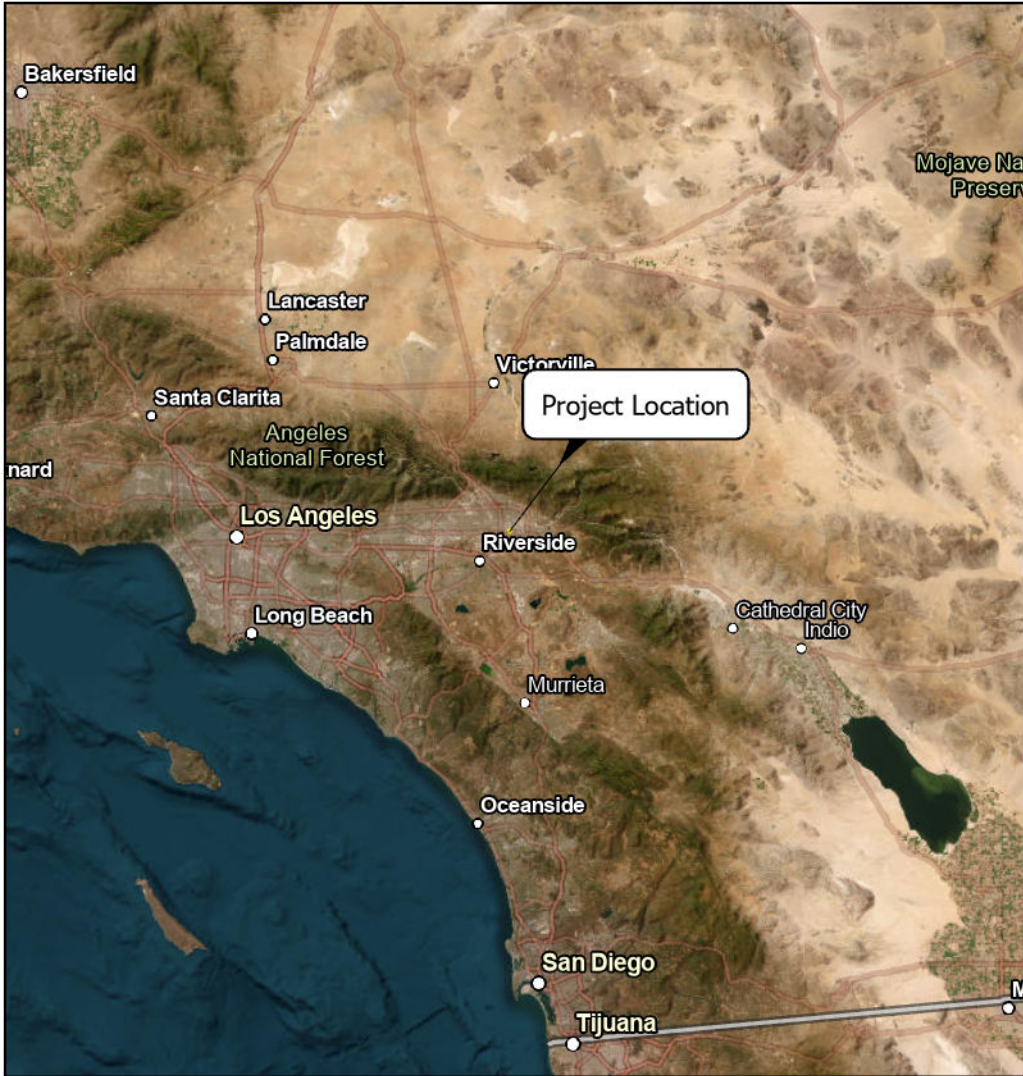 Bakersfield
Mojave Na
Preserv
Lancaster
Palmdale
Victorville
Santa Clarita
Project Location
Angeles
National Forest
nard
Los Angeles
Riverside
Long Beach
Cathedral City
Indio
Murrieta
Oceanside
San Diego
M
Tijuana